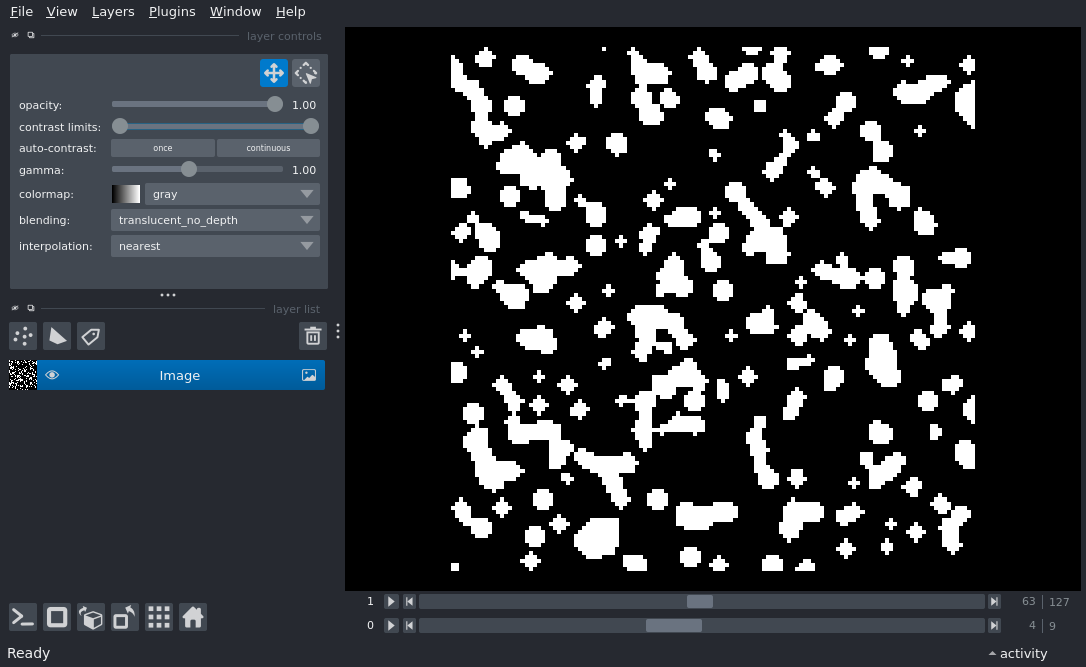 File View Layers Plugins Window Help
layer controls
opacity: 1.00
contrast limits:
auto-contrast: once continuous
gamma: 1.00
colormap: gray
blending: translucent_no_depth
interpolation: nearest
layer list
Image
1 63 127
0 4 9
Ready activity